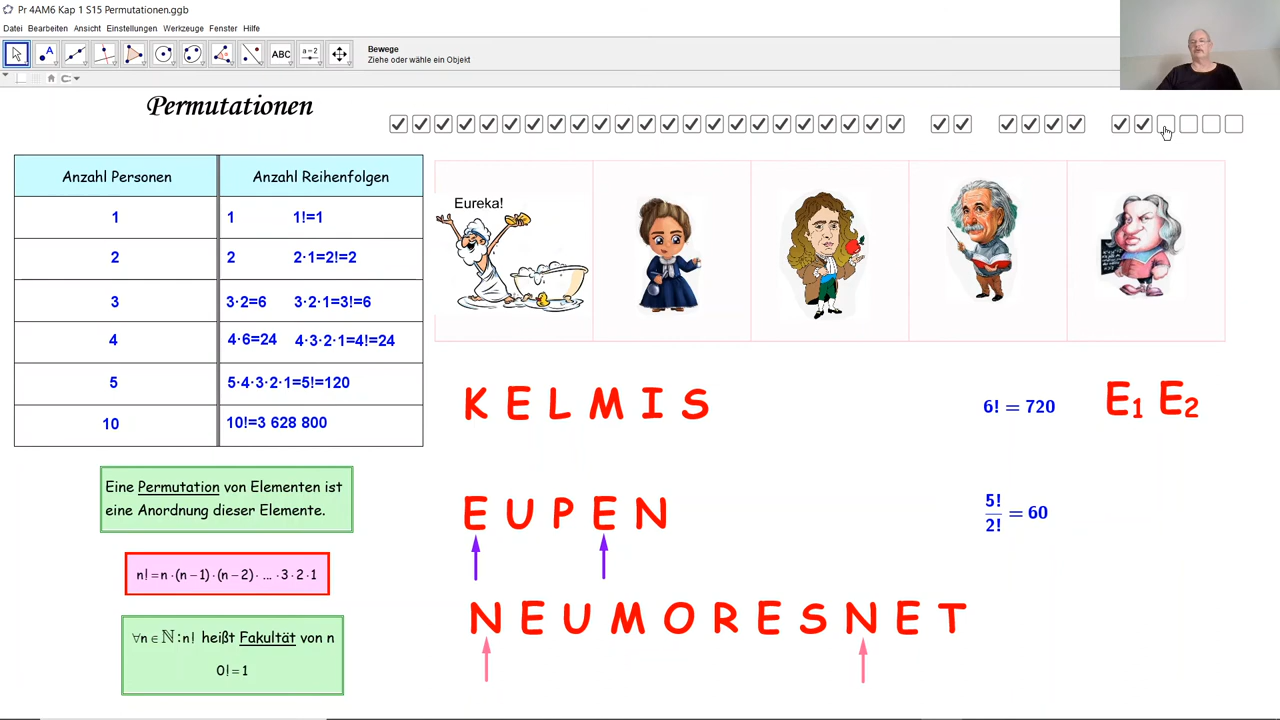 Pr 4AM6 Kap 1 S15 Permutationen.ggb
Datei Bearbeiten Ansicht Einstellungen Werkzeuge Fenster Hilfe
A
ABC
a=2
Bewege
Ziehe oder wähle ein Objekt
Permutationen
Anzahl Personen Anzahl Reihenfolgen
1 1 1!=1
2 2 2·1=2!=2
3 3·2=6 3·2·1=3!=6
4 4·6=24 4·3·2·1=4!=24
5 5·4·3·2·1=5!=120
10 10!=3 628 800
Eureka!
K E L M I S 6! = 720 E₁ E₂
Eine Permutation von Elementen ist
eine Anordnung dieser Elemente.
E U P E N 5!/2! = 60
n! = n · (n − 1) · (n − 2) · ... · 3 · 2 · 1
N E U M O R E S N E T
∀n ∈ ℕ : n! heißt Fakultät von n
0! = 1